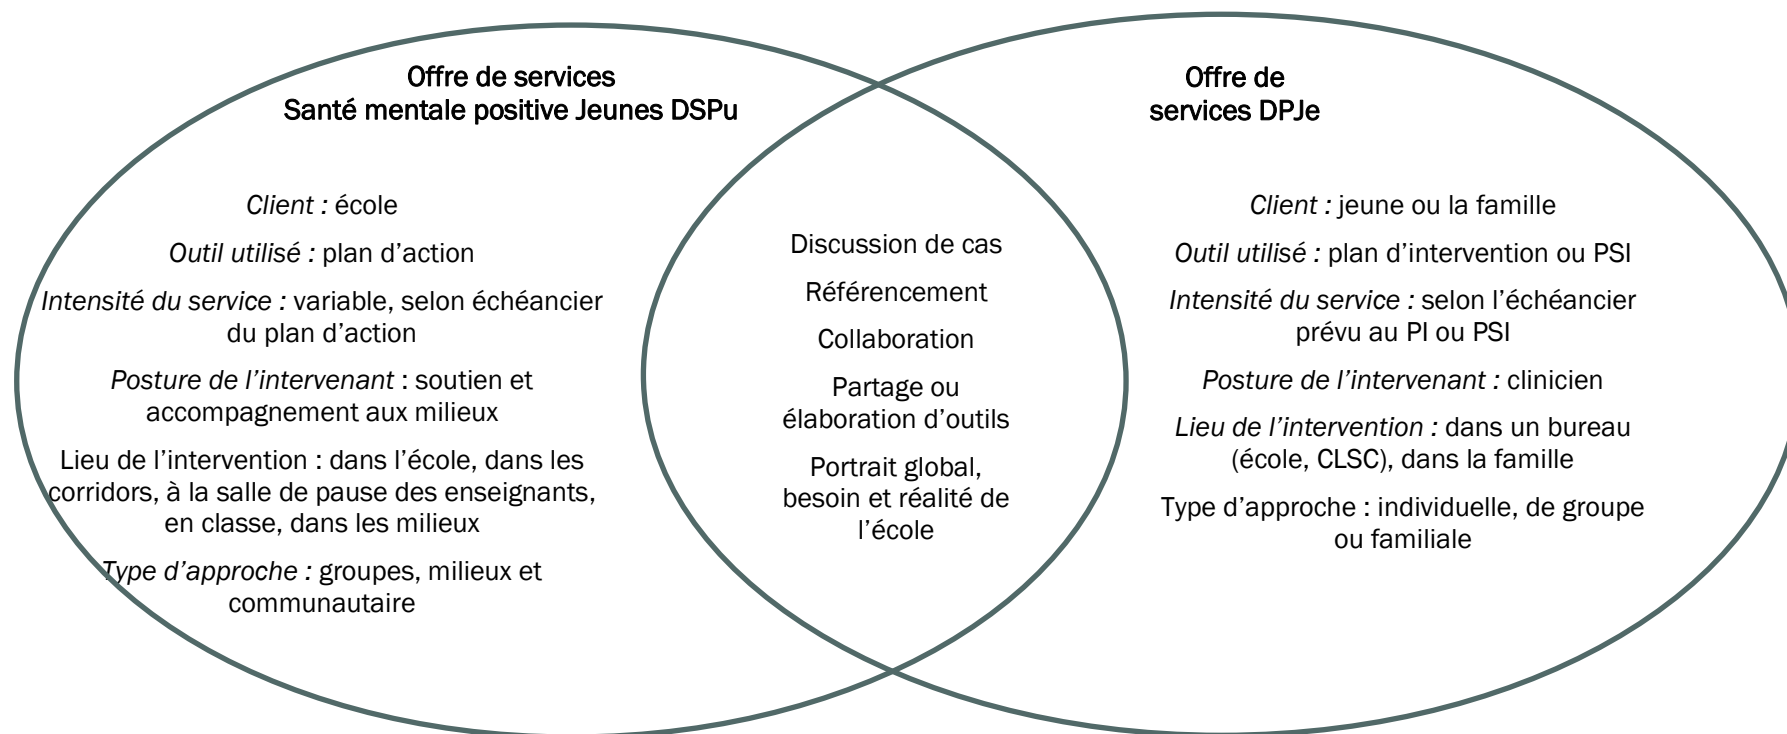 Offre de services
Santé mentale positive Jeunes DSPu
Client : école
Outil utilisé : plan d'action
Intensité du service : variable, selon échéancier
du plan d'action
Posture de l'intervenant : soutien et
accompagnement aux milieux
Lieu de l'intervention : dans l'école, dans les
corridors, à la salle de pause des enseignants,
en classe, dans les milieux
Type d'approche : groupes, milieux et
communautaire
Discussion de cas
Référencement
Collaboration
Partage ou
élaboration d'outils
Portrait global,
besoin et réalité de
l'école
Offre de
services DPJe
Client : jeune ou la famille
Outil utilisé : plan d'intervention ou PSI
Intensité du service : selon l'échéancier
prévu au PI ou PSI
Posture de l'intervenant : clinicien
Lieu de l'intervention : dans un bureau
(école, CLSC), dans la famille
Type d'approche : individuelle, de groupe
ou familiale